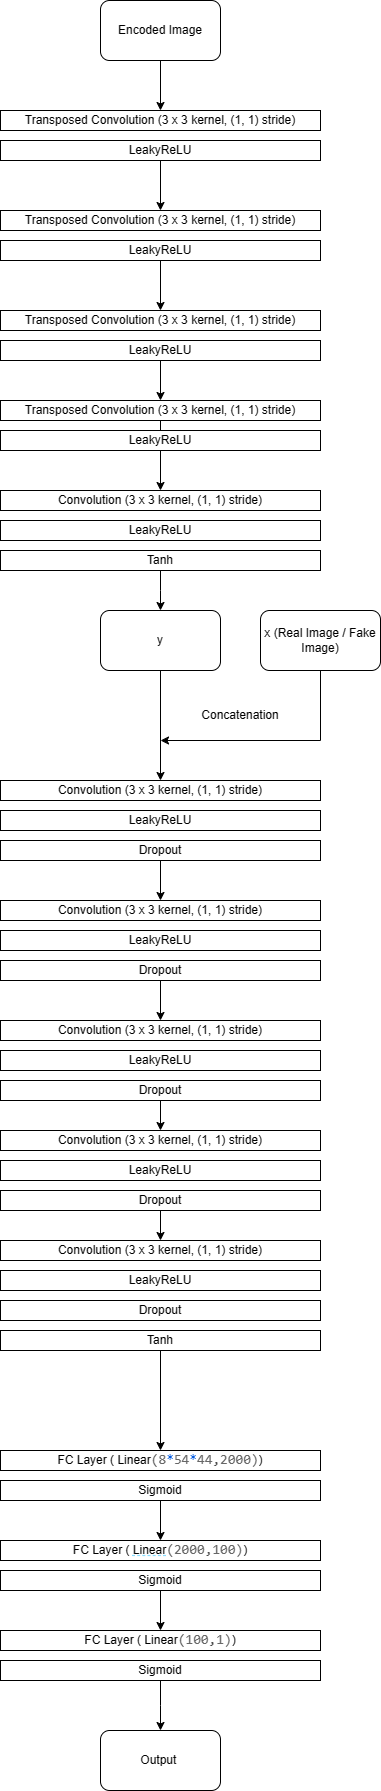 Encoded Image
Transposed Convolution (3 x 3 kernel, (1, 1) stride)
LeakyReLU
Transposed Convolution (3 x 3 kernel, (1, 1) stride)
LeakyReLU
Transposed Convolution (3 x 3 kernel, (1, 1) stride)
LeakyReLU
Transposed Convolution (3 x 3 kernel, (1, 1) stride)
LeakyReLU
Convolution (3 x 3 kernel, (1, 1) stride)
LeakyReLU
Tanh
y
x (Real Image / Fake
Image)
Concatenation
Convolution (3 x 3 kernel, (1, 1) stride)
LeakyReLU
Dropout
Convolution (3 x 3 kernel, (1, 1) stride)
LeakyReLU
Dropout
Convolution (3 x 3 kernel, (1, 1) stride)
LeakyReLU
Dropout
Convolution (3 x 3 kernel, (1, 1) stride)
LeakyReLU
Dropout
Convolution (3 x 3 kernel, (1, 1) stride)
LeakyReLU
Dropout
Tanh
FC Layer ( Linear(8*54*44,2000))
Sigmoid
FC Layer ( Linear(2000,100))
Sigmoid
FC Layer ( Linear(100,1))
Sigmoid
Output